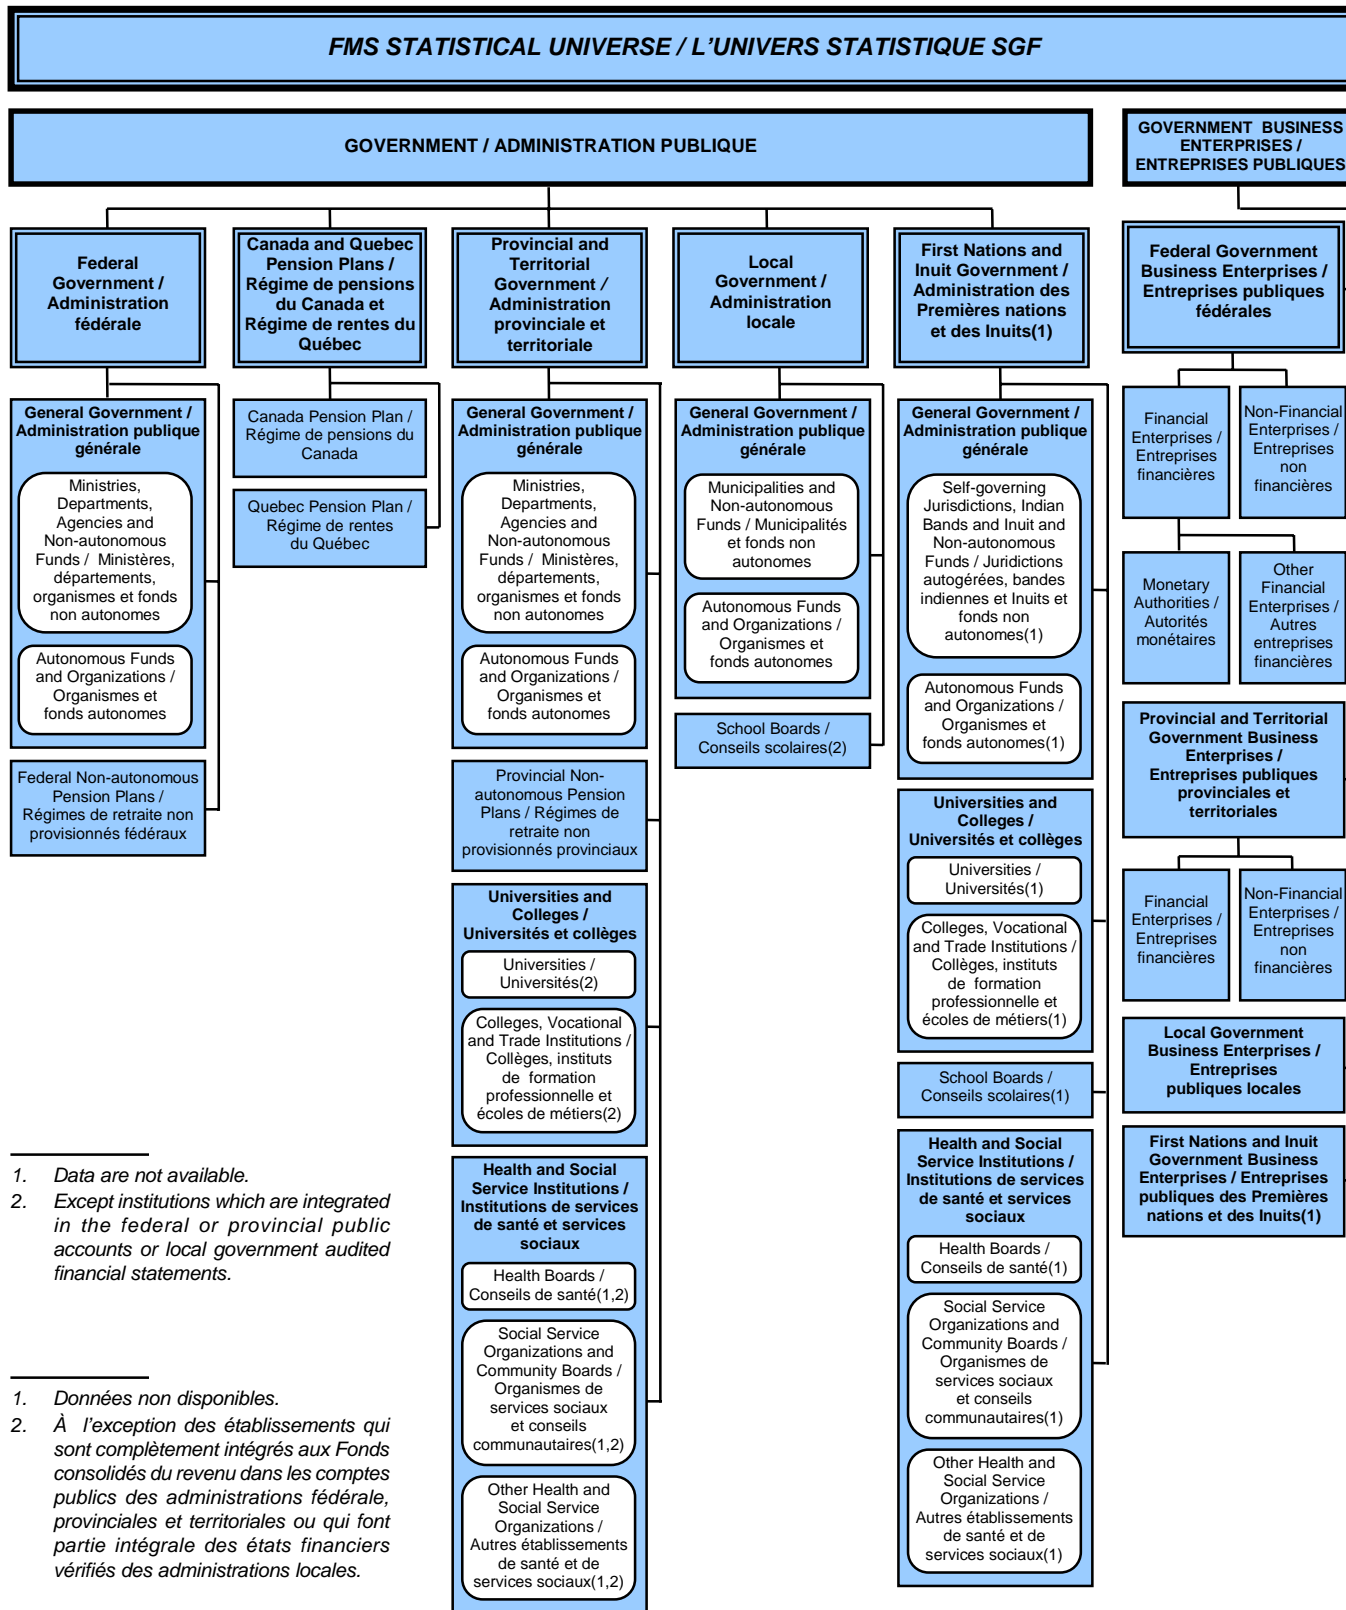 FMS STATISTICAL UNIVERSE / L'UNIVERS STATISTIQUE SGF
GOVERNMENT / ADMINISTRATION PUBLIQUE
GOVERNMENT BUSINESS
ENTERPRISES /
ENTREPRISES PUBLIQUES
Federal
Government /
Administration
fédérale
Canada and Quebec
Pension Plans /
Régime de pensions
du Canada et
Régime de rentes du
Québec
Provincial and
Territorial
Government /
Administration
provinciale et
territoriale
Local
Government /
Administration
locale
First Nations and
Inuit Government /
Administration des
Premières nations
et des Inuits(1)
Federal Government
Business Enterprises /
Entreprises publiques
fédérales
General Government /
Administration publique
générale
Ministries,
Departments,
Agencies and
Non-autonomous
Funds / Ministères,
départements,
organismes et fonds
non autonomes
Autonomous Funds
and Organizations /
Organismes et
fonds autonomes
Federal Non-autonomous
Pension Plans /
Régimes de retraite non
provisionnés fédéraux
Canada Pension Plan /
Régime de pensions du
Canada
Quebec Pension Plan /
Régime de rentes
du Québec
General Government /
Administration publique
générale
Ministries,
Departments,
Agencies and
Non-autonomous
Funds / Ministères,
départements,
organismes et fonds
non autonomes
Autonomous Funds
and Organizations /
Organismes et
fonds autonomes
Provincial Non-
autonomous Pension
Plans / Régimes de
retraite non
provisionnés provinciaux
Universities and
Colleges /
Universités et collèges
Universities /
Universités(2)
Colleges, Vocational
and Trade Institutions /
Collèges, instituts
de formation
professionnelle et
écoles de métiers(2)
Health and Social
Service Institutions /
Institutions de services
de santé et services
sociaux
Health Boards /
Conseils de santé(1,2)
Social Service
Organizations and
Community Boards /
Organismes de
services sociaux
et conseils
communautaires(1,2)
Other Health and
Social Service
Organizations /
Autres établissements
de santé et de
services sociaux(1,2)
General Government /
Administration publique
générale
Municipalities and
Non-autonomous
Funds / Municipalités
et fonds non
autonomes
Autonomous Funds
and Organizations /
Organismes et
fonds autonomes
School Boards /
Conseils scolaires(2)
General Government /
Administration publique
générale
Self-governing
Jurisdictions, Indian
Bands and Inuit and
Non-autonomous
Funds / Juridictions
autogérées, bandes
indiennes et Inuits et
fonds non
autonomes(1)
Autonomous Funds
and Organizations /
Organismes et
fonds autonomes(1)
Universities and
Colleges /
Universités et collèges
Universities /
Universités(1)
Colleges, Vocational
and Trade Institutions /
Collèges, instituts
de formation
professionnelle et
écoles de métiers(1)
School Boards /
Conseils scolaires(1)
Health and Social
Service Institutions /
Institutions de services
de santé et services
sociaux
Health Boards /
Conseils de santé(1)
Social Service
Organizations and
Community Boards /
Organismes de
services sociaux
et conseils
communautaires(1)
Other Health and
Social Service
Organizations /
Autres établissements
de santé et de
services sociaux(1)
Financial
Enterprises /
Entreprises
financières
Non-Financial
Enterprises /
Entreprises
non
financières
Monetary
Authorities /
Autorités
monétaires
Other
Financial
Enterprises /
Autres
entreprises
financières
Provincial and Territorial
Government Business
Enterprises /
Entreprises publiques
provinciales et
territoriales
Financial
Enterprises /
Entreprises
financières
Non-Financial
Enterprises /
Entreprises
non
financières
Local Government
Business Enterprises /
Entreprises
publiques locales
First Nations and Inuit
Government Business
Enterprises / Entreprises
publiques des Premières
nations et des Inuits(1)
1. Data are not available.
2. Except institutions which are integrated
in the federal or provincial public
accounts or local government audited
financial statements.
1. Données non disponibles.
2. À l'exception des établissements qui
sont complètement intégrés aux Fonds
consolidés du revenu dans les comptes
publics des administrations fédérale,
provinciales et territoriales ou qui font
partie intégrale des états financiers
vérifiés des administrations locales.